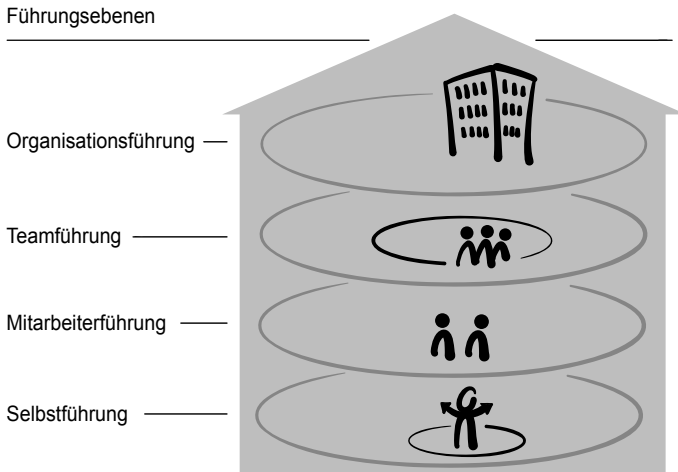 Führungsebenen
Organisationsführung
Teamführung
Mitarbeiterführung
Selbstführung